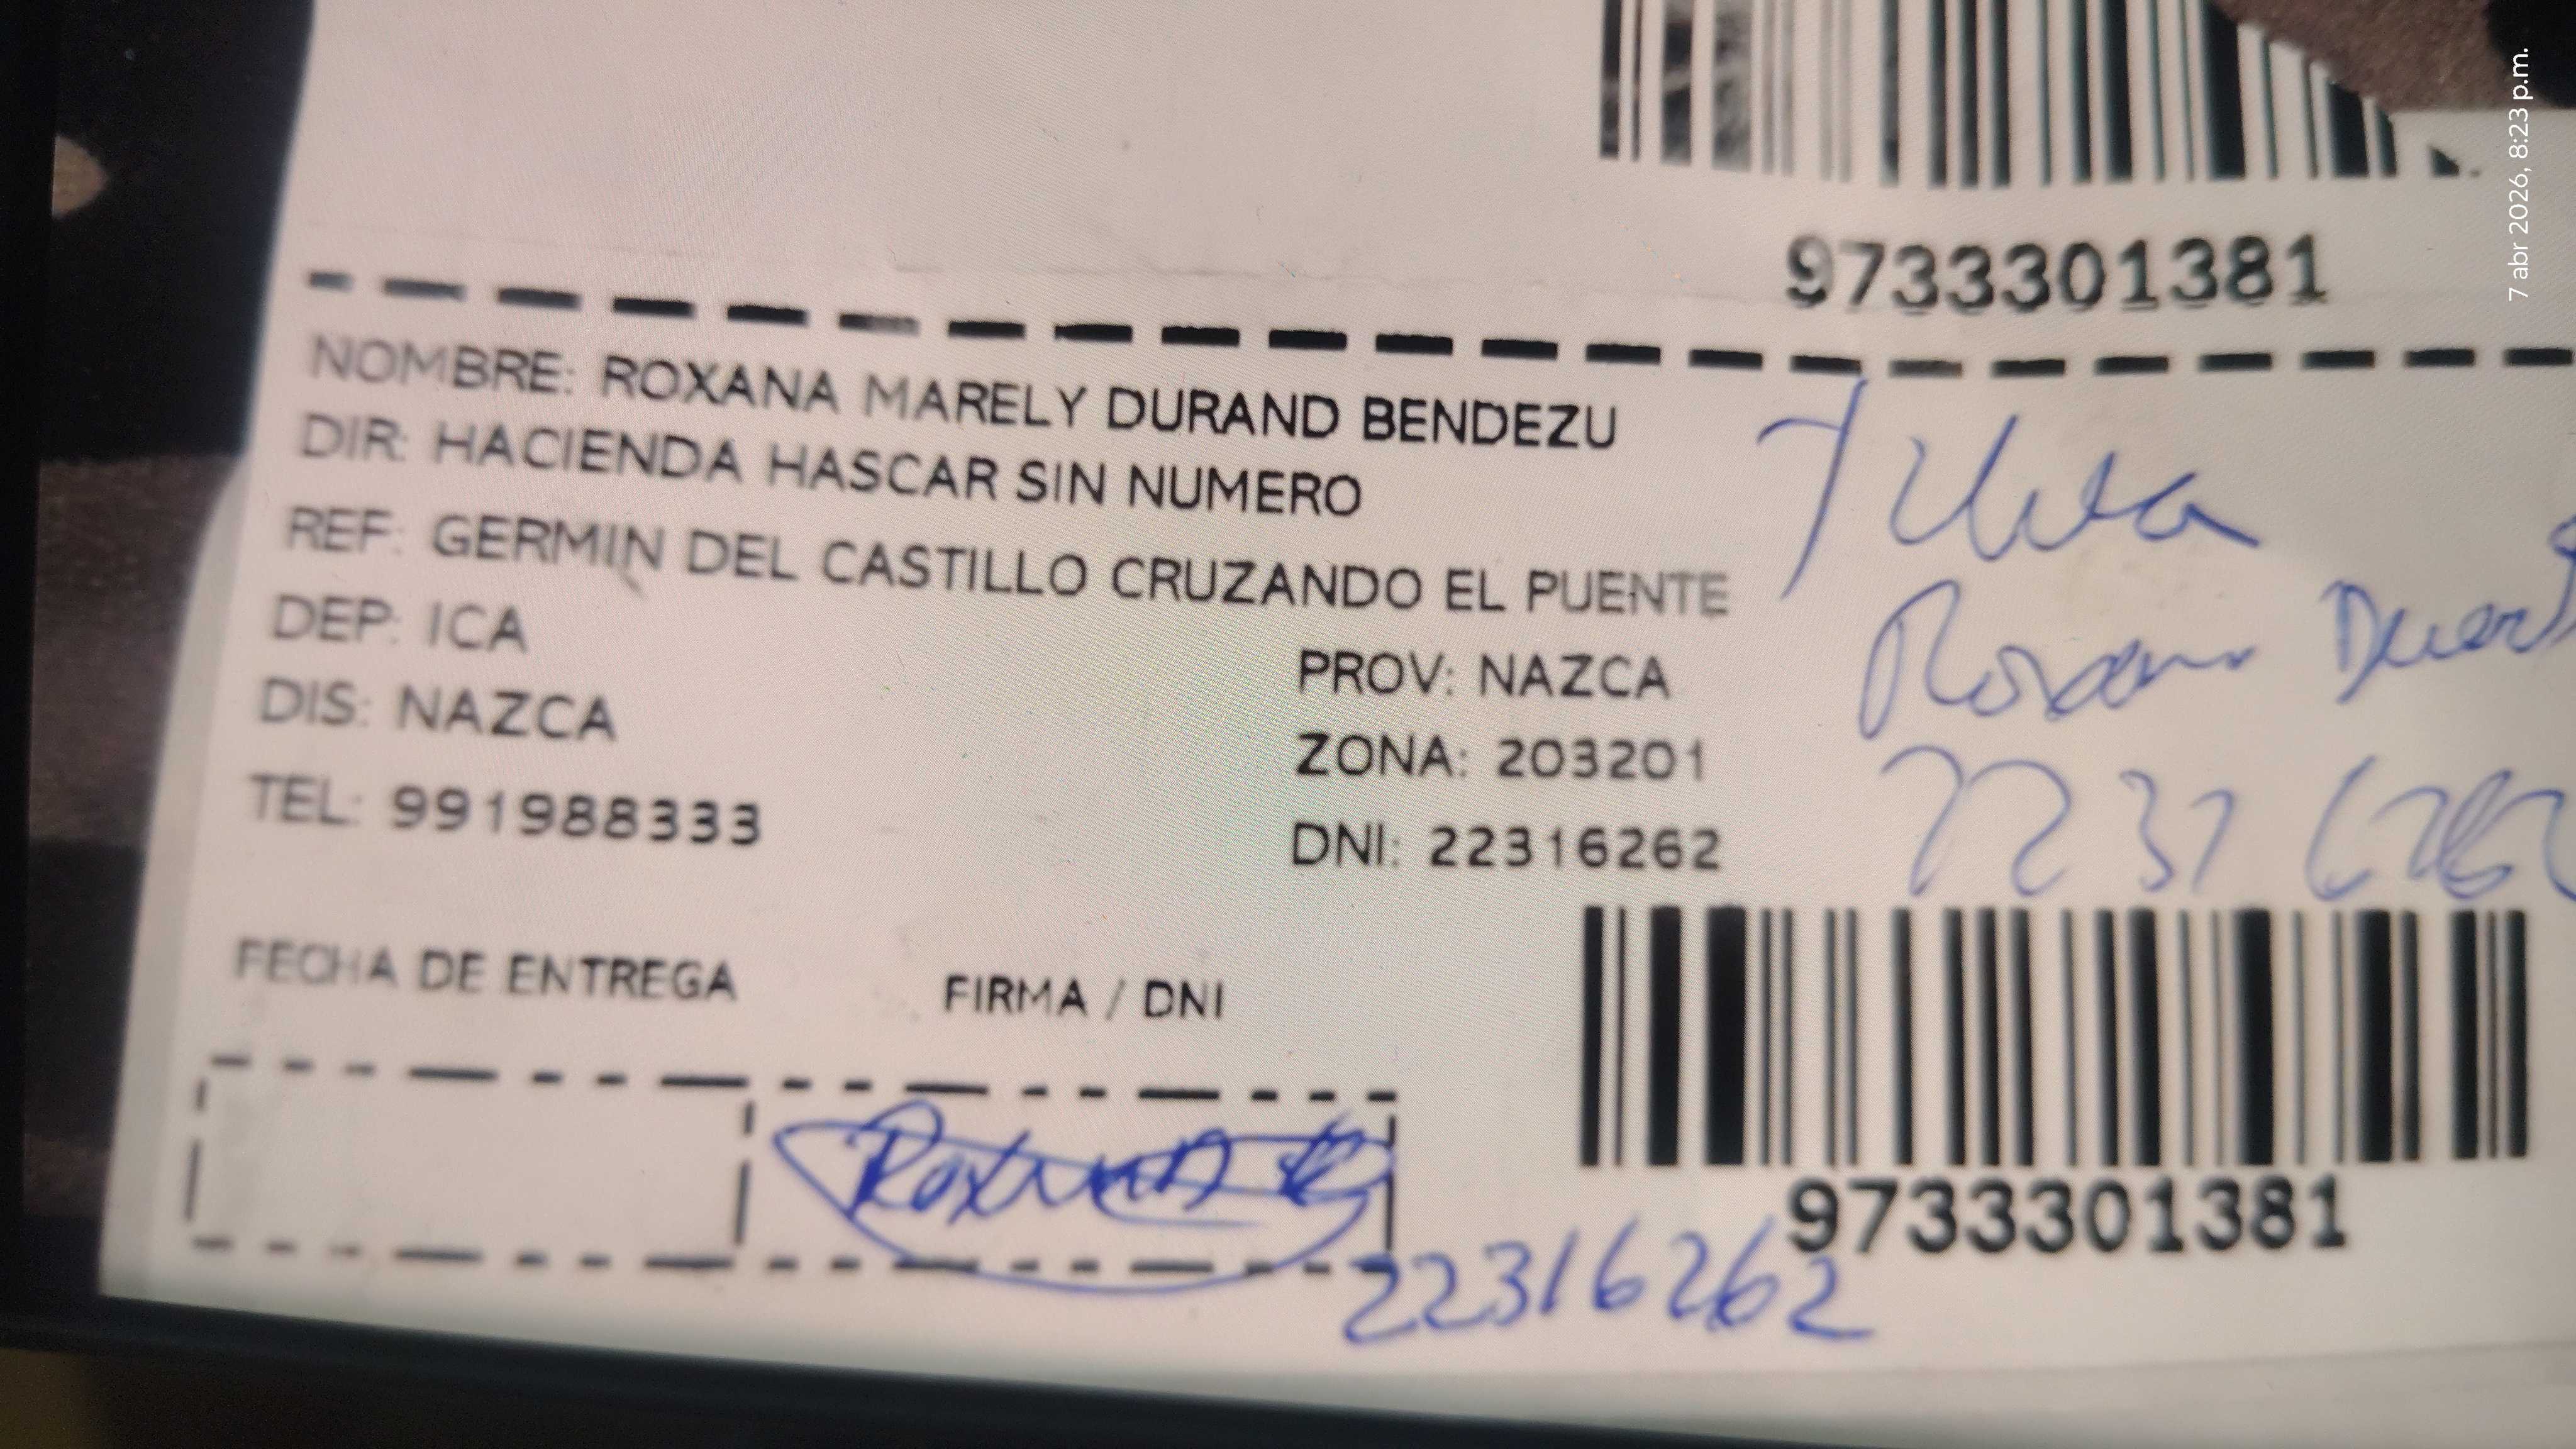 7 abr 2026, 8:23 p.m.
9733301381
NOMBRE: ROXANA MARELY DURAND BENDEZU
DIR: HACIENDA HASCAR SIN NUMERO
REF: GERMIN DEL CASTILLO CRUZANDO EL PUENTE
DEP: ICA
PROV: NAZCA
DIS: NAZCA
ZONA: 203201
TEL: 991988333
DNI: 22316262
FECHA DE ENTREGA
FIRMA / DNI
Roxana
9733301381
22316262